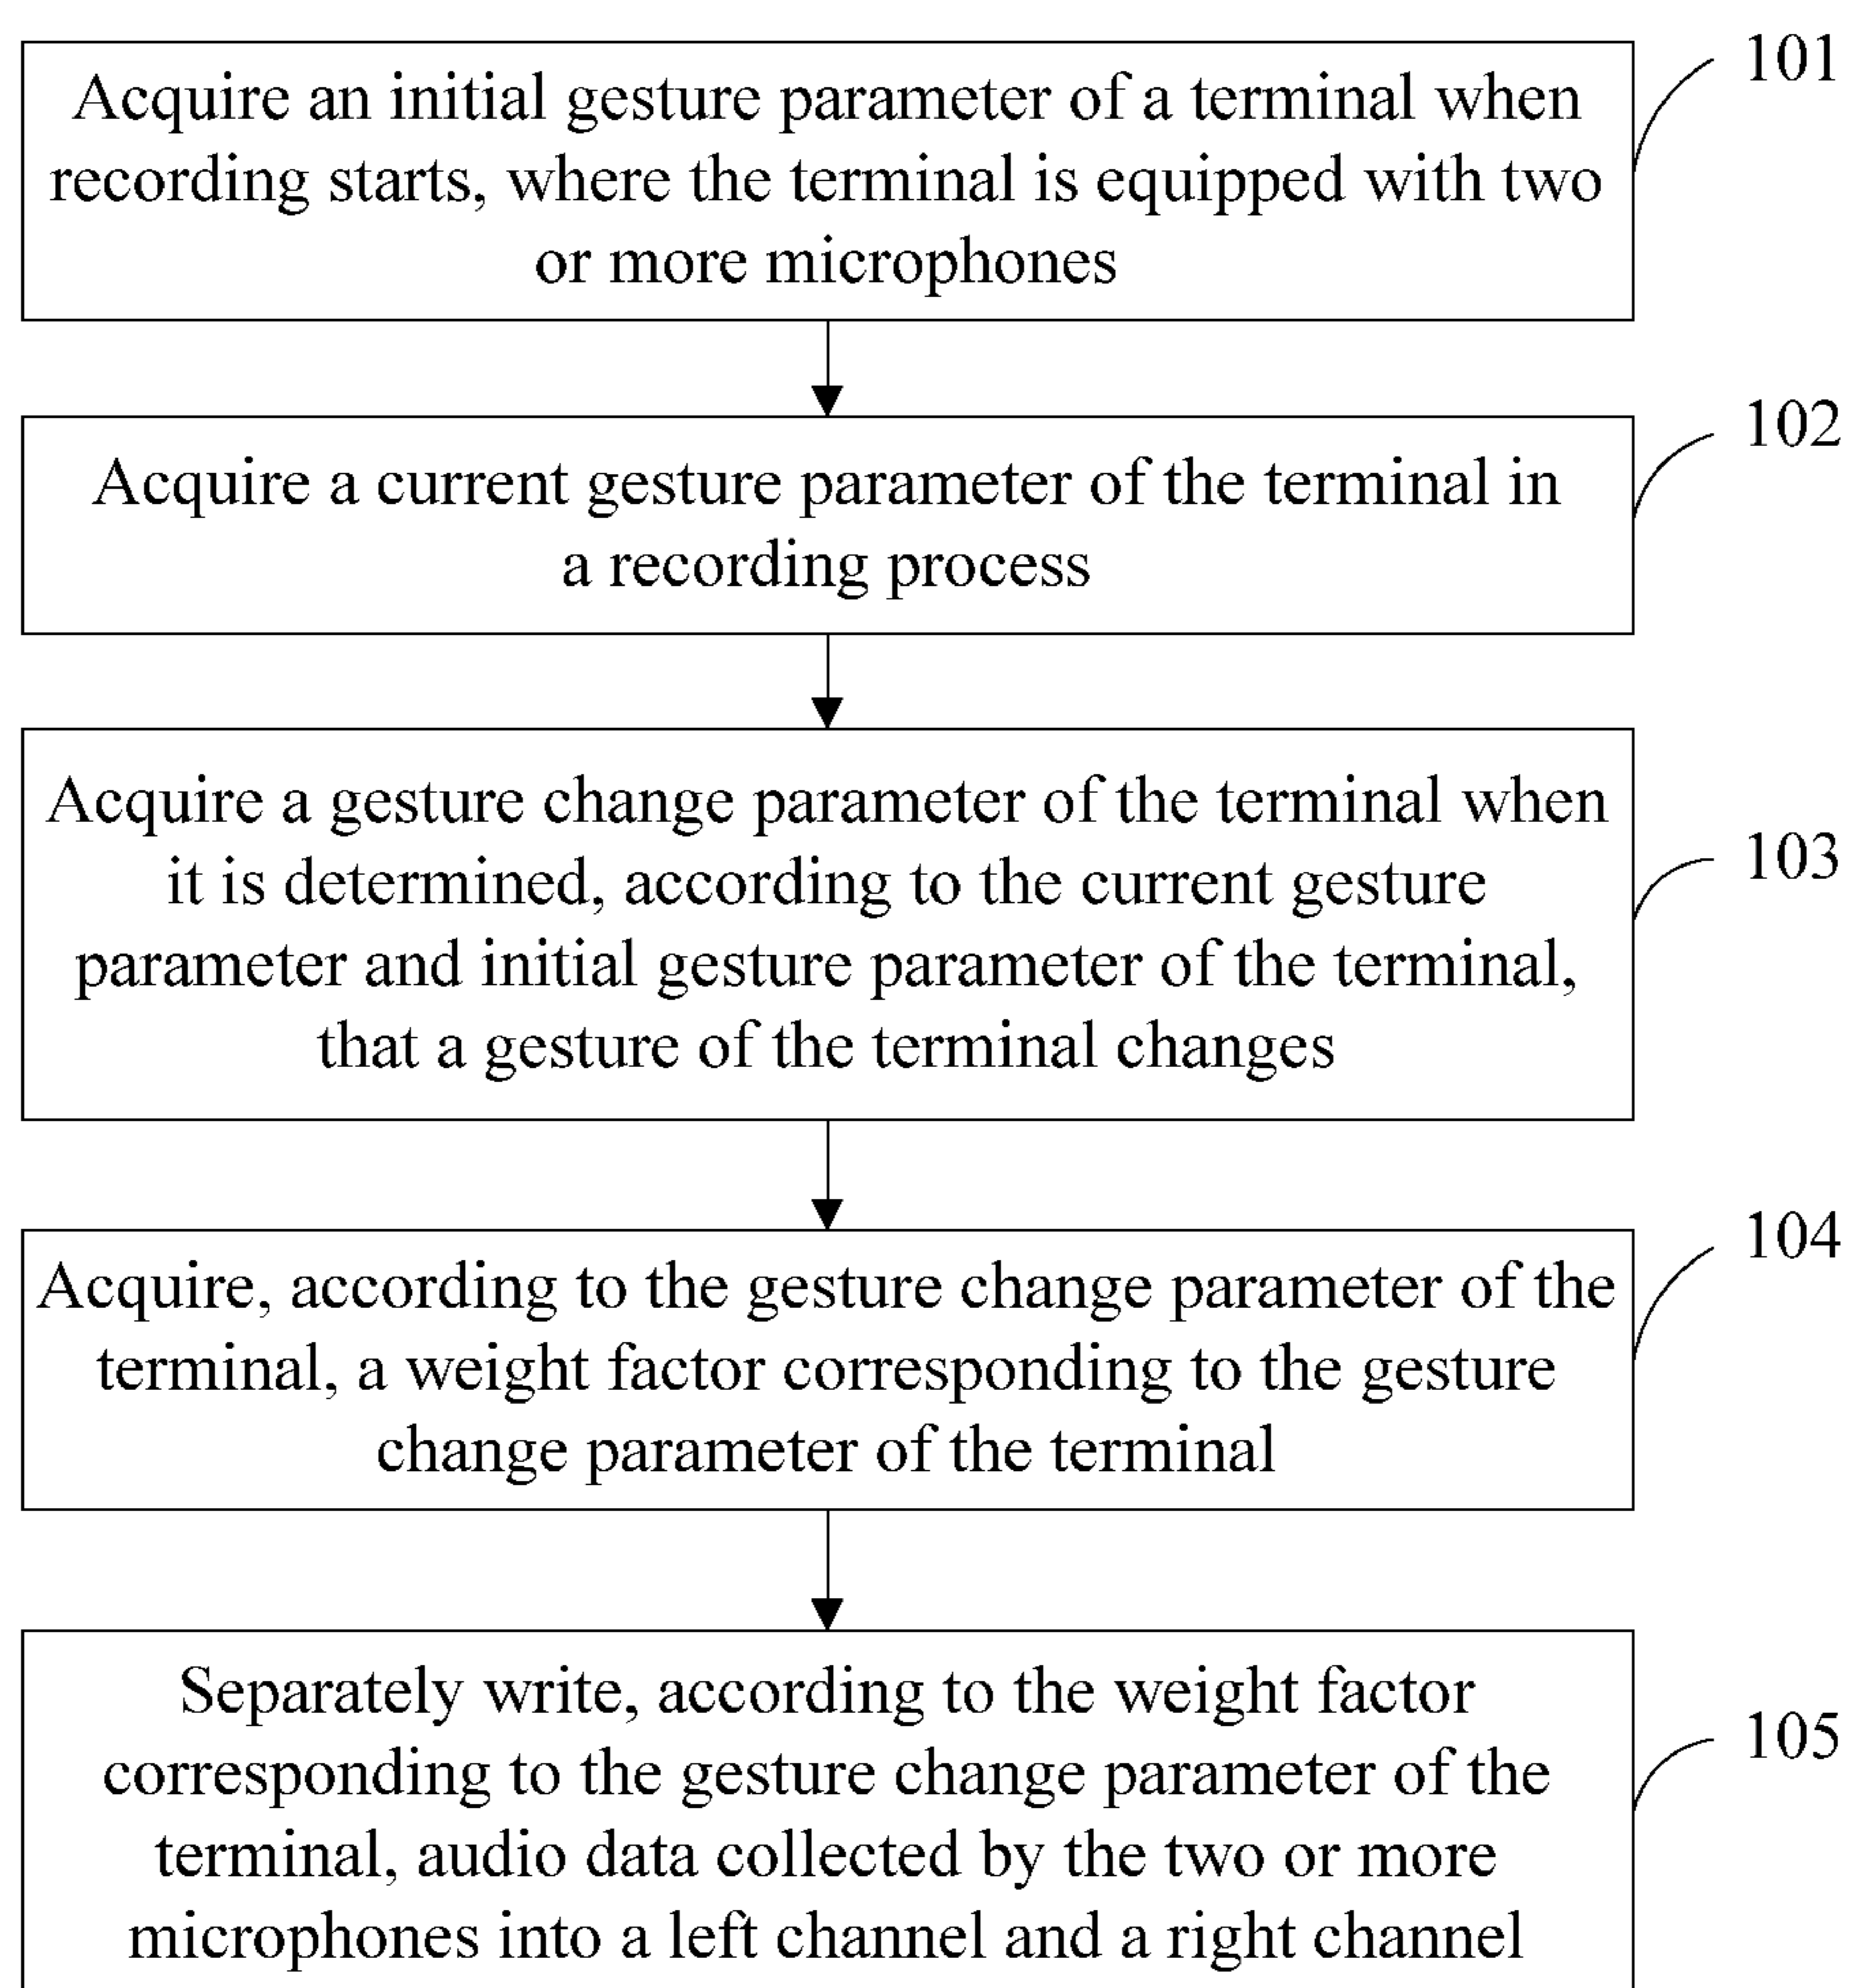 Acquire an initial gesture parameter of a terminal when
recording starts, where the terminal is equipped with two
or more microphones
101
Acquire a current gesture parameter of the terminal in
a recording process
102
Acquire a gesture change parameter of the terminal when
it is determined, according to the current gesture
parameter and initial gesture parameter of the terminal,
that a gesture of the terminal changes
103
Acquire, according to the gesture change parameter of the
terminal, a weight factor corresponding to the gesture
change parameter of the terminal
104
Separately write, according to the weight factor
corresponding to the gesture change parameter of the
terminal, audio data collected by the two or more
microphones into a left channel and a right channel
105